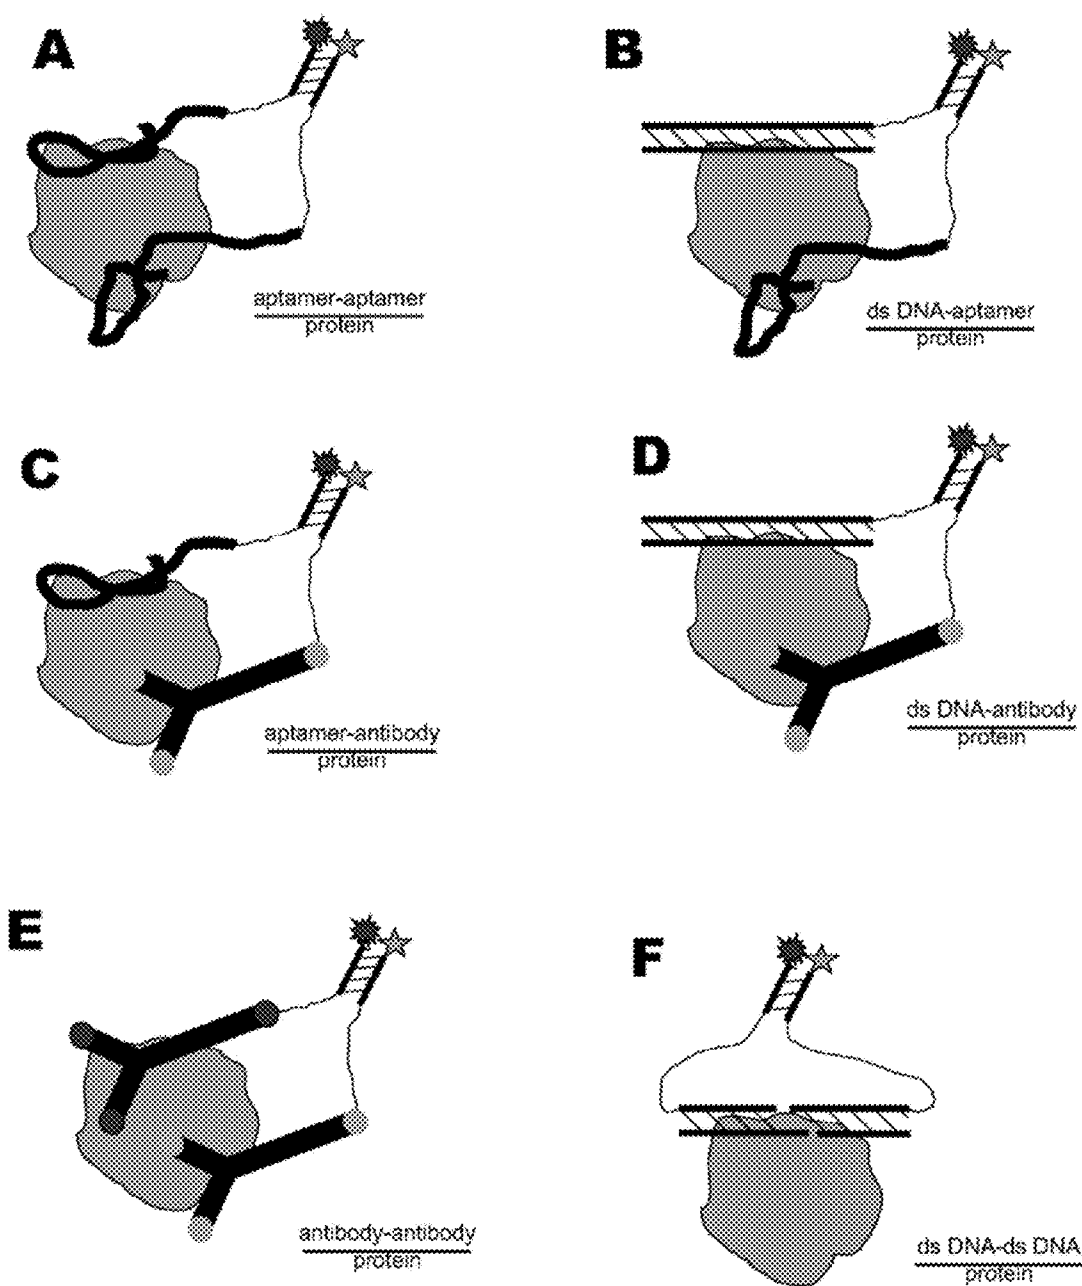 A
B
aptamer-aptamer
protein
ds DNA-aptamer
protein
C
D
aptamer-antibody
protein
ds DNA-antibody
protein
E
F
antibody-antibody
protein
ds DNA-ds DNA
protein